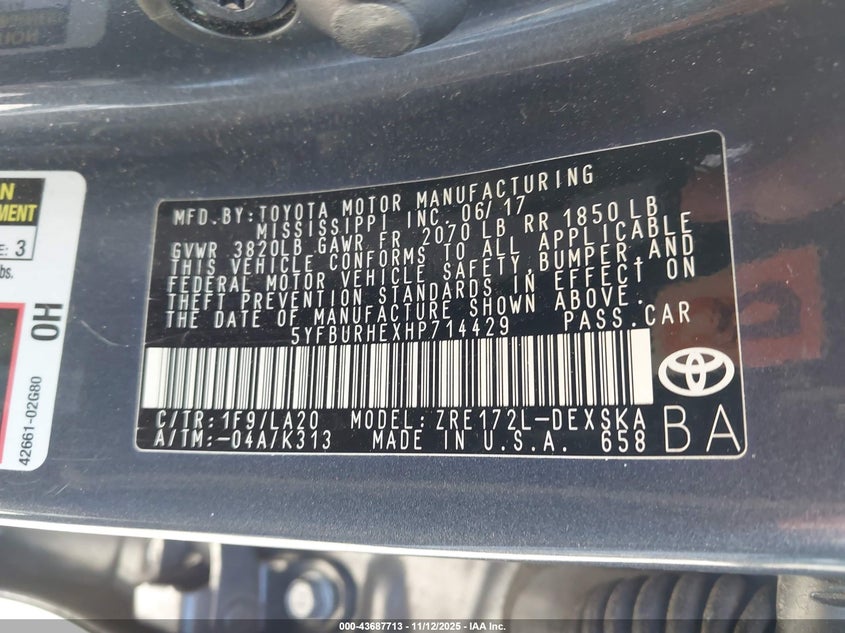 MFD. BY: TOYOTA MOTOR MANUFACTURING
MISSISSIPPI INC. 06/17
GVWR 3820LB GAWR FR 2070 LB RR 1850 LB
THIS VEHICLE CONFORMS TO ALL APPLICABLE
FEDERAL MOTOR VEHICLE SAFETY, BUMPER, AND
THEFT PREVENTION STANDARDS IN EFFECT ON
THE DATE OF MANUFACTURE SHOWN ABOVE.
5YFBURHEXHP714429 PASS.CAR
C/TR: 1F9/LA20 MODEL: ZRE172L-DEXSKA
A/TM: -04A/K313 MADE IN U.S.A. 658
BA
3
OH
42661-02G80
000-43687713 - 11/12/2025 - IAA Inc.